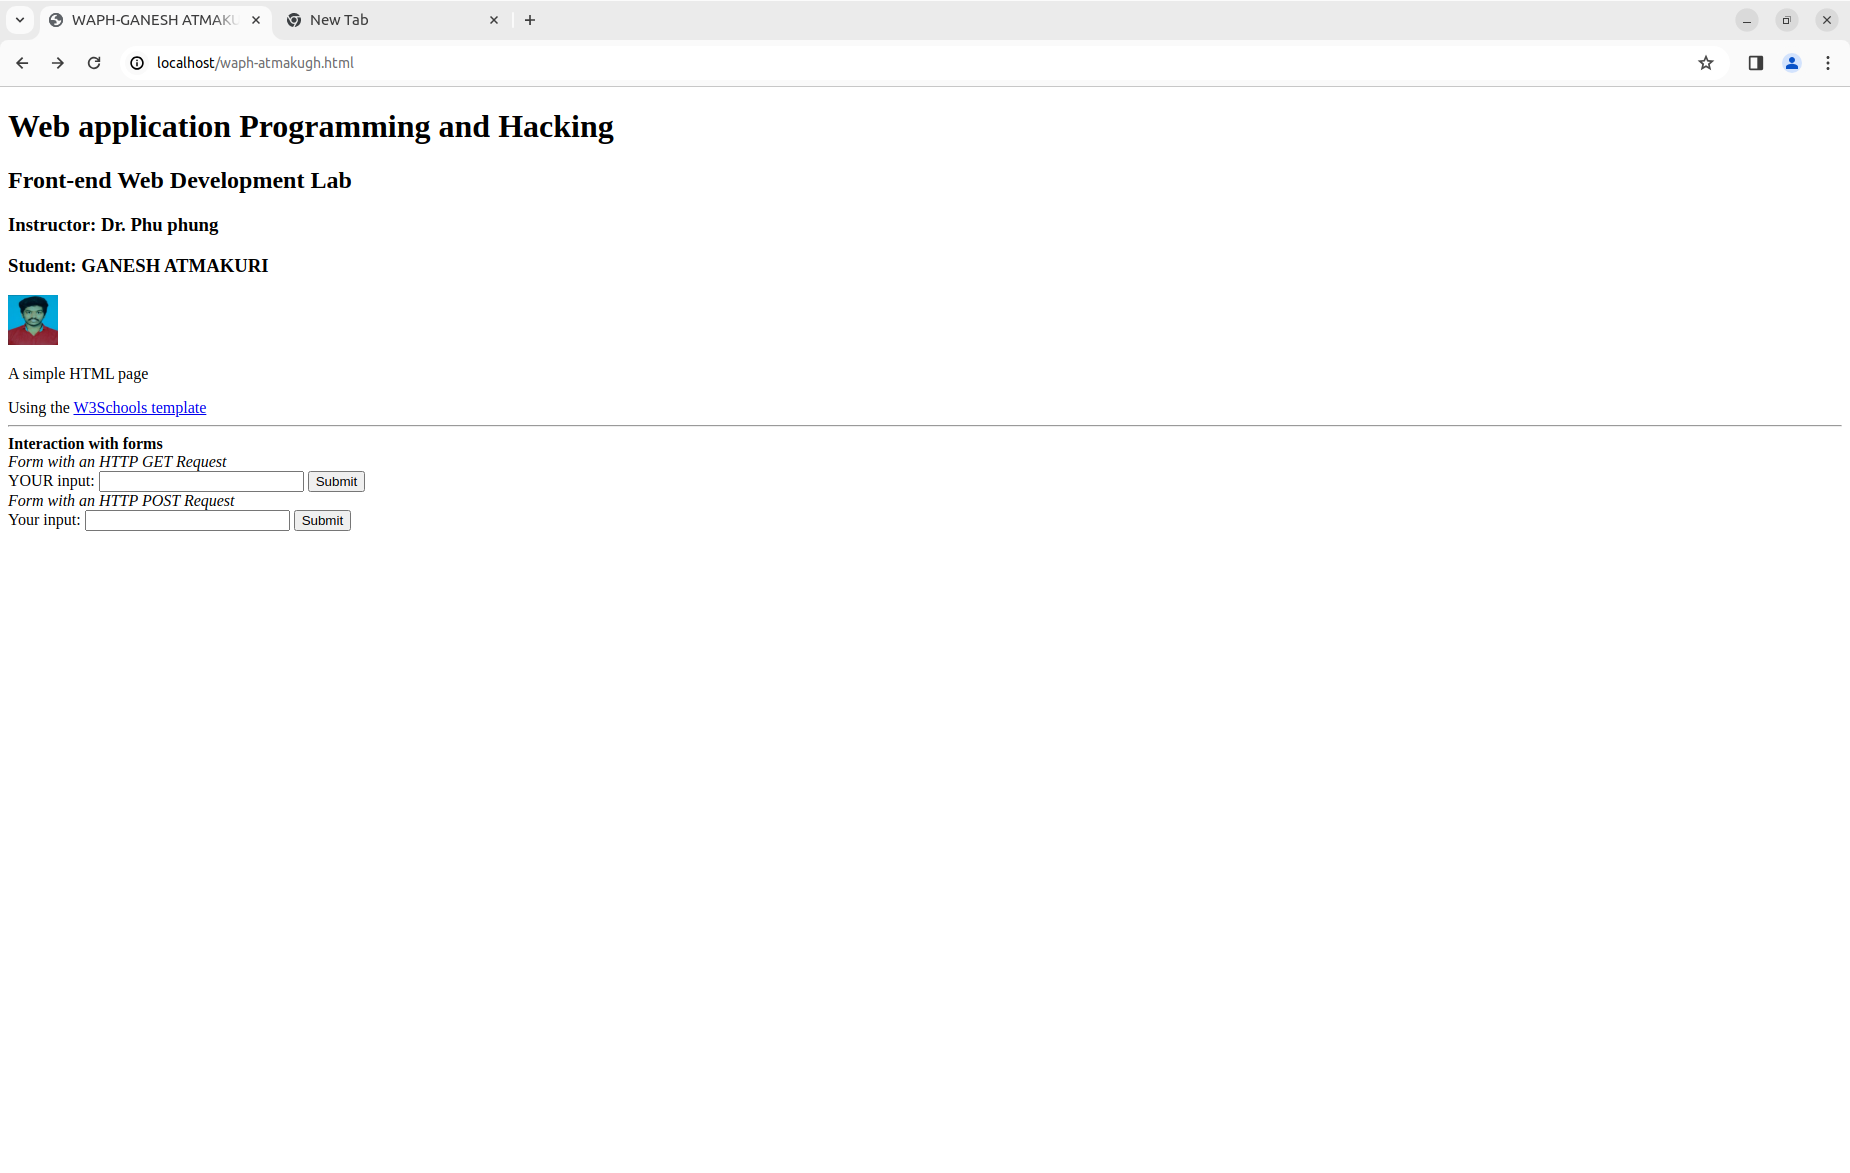 WAPH-GANESH ATMAKU
New Tab
localhost/waph-atmakugh.html
Web application Programming and Hacking
Front-end Web Development Lab
Instructor: Dr. Phu phung
Student: GANESH ATMAKURI
A simple HTML page
Using the W3Schools template
Interaction with forms
Form with an HTTP GET Request
YOUR input: Submit
Form with an HTTP POST Request
Your input: Submit